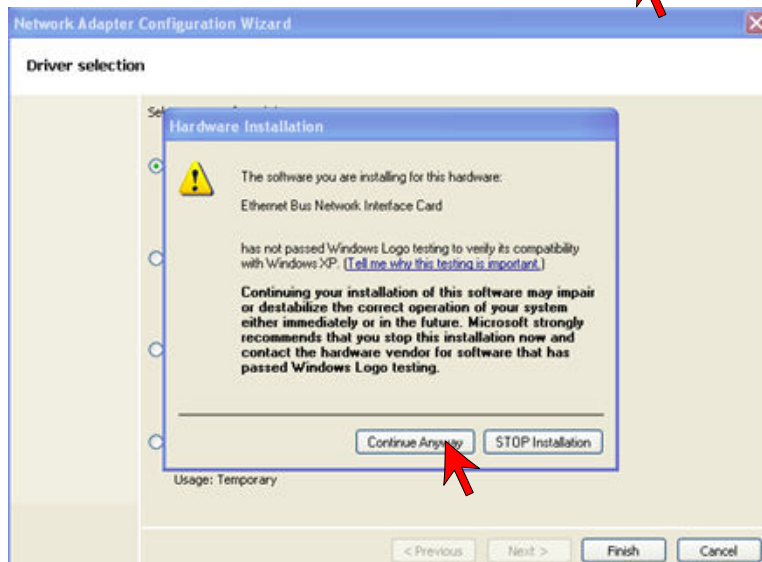 Network Adapter Configuration Wizard
Driver selection
Hardware Installation
The software you are installing for this hardware:
Ethernet Bus Network Interface Card
has not passed Windows Logo testing to verify its compatibility
with Windows XP. (Tell me why this testing is important.)
Continuing your installation of this software may impair
or destabilize the correct operation of your system
either immediately or in the future. Microsoft strongly
recommends that you stop this installation now and
contact the hardware vendor for software that has
passed Windows Logo testing.
Continue Anyway STOP Installation
Usage: Temporary
< Previous Next > Finish Cancel